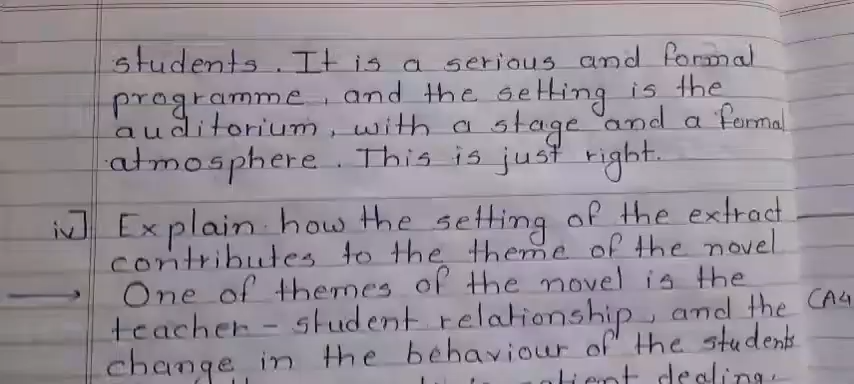 students. It is a serious and formal
programme, and the setting is the
auditorium, with a stage and a formal
atmosphere. This is just right.
iv] Explain how the setting of the extract
contributes to the theme of the novel
→ One of themes of the novel is the
teacher-student relationship, and the
change in the behaviour of the students
patient dealing.